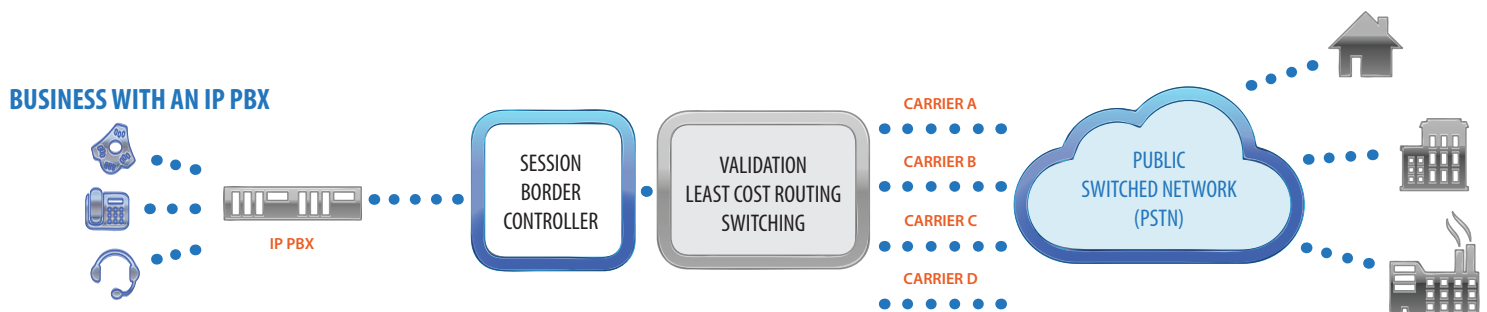 BUSINESS WITH AN IP PBX
IP PBX
SESSION
BORDER
CONTROLLER
VALIDATION
LEAST COST ROUTING
SWITCHING
CARRIER A
CARRIER B
CARRIER C
CARRIER D
PUBLIC
SWITCHED NETWORK
(PSTN)